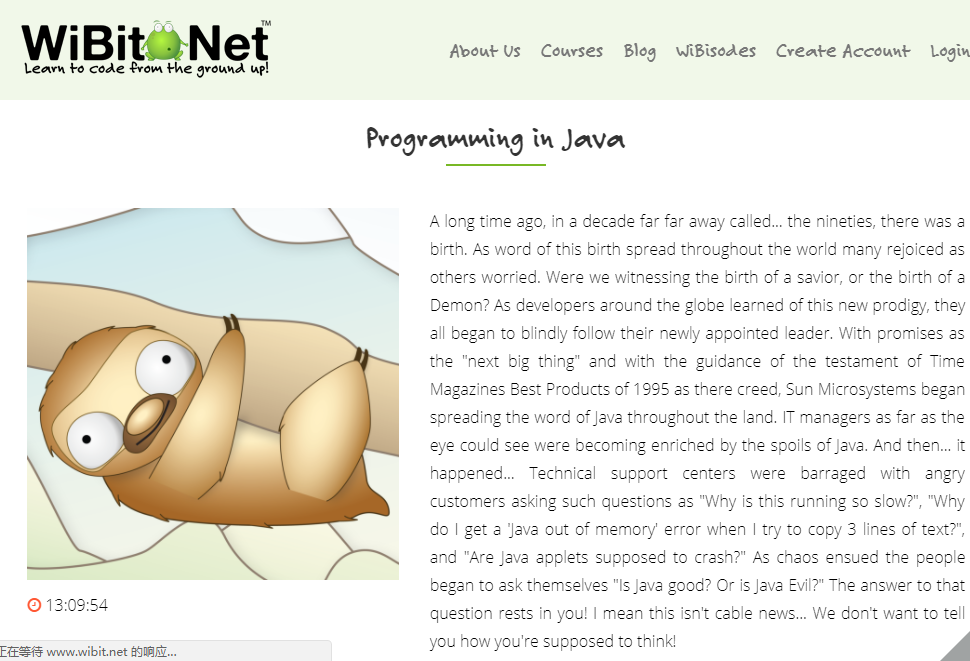 WiBit Net™
Learn to code from the ground up!
About Us Courses Blog WiBisodes Create Account Login
Programming in Java
A long time ago, in a decade far far away called... the nineties, there was a
birth. As word of this birth spread throughout the world many rejoiced as
others worried. Were we witnessing the birth of a savior, or the birth of a
Demon? As developers around the globe learned of this new prodigy, they
all began to blindly follow their newly appointed leader. With promises as
the "next big thing" and with the guidance of the testament of Time
Magazines Best Products of 1995 as there creed, Sun Microsystems began
spreading the word of Java throughout the land. IT managers as far as the
eye could see were becoming enriched by the spoils of Java. And then... it
happened... Technical support centers were barraged with angry
customers asking such questions as "Why is this running so slow?", "Why
do I get a 'Java out of memory' error when I try to copy 3 lines of text?",
and "Are Java applets supposed to crash?" As chaos ensued the people
began to ask themselves "Is Java good? Or is Java Evil?" The answer to that
question rests in you! I mean this isn't cable news... We don't want to tell
you how you're supposed to think!
13:09:54
正在等待 www.wibit.net 的响应...